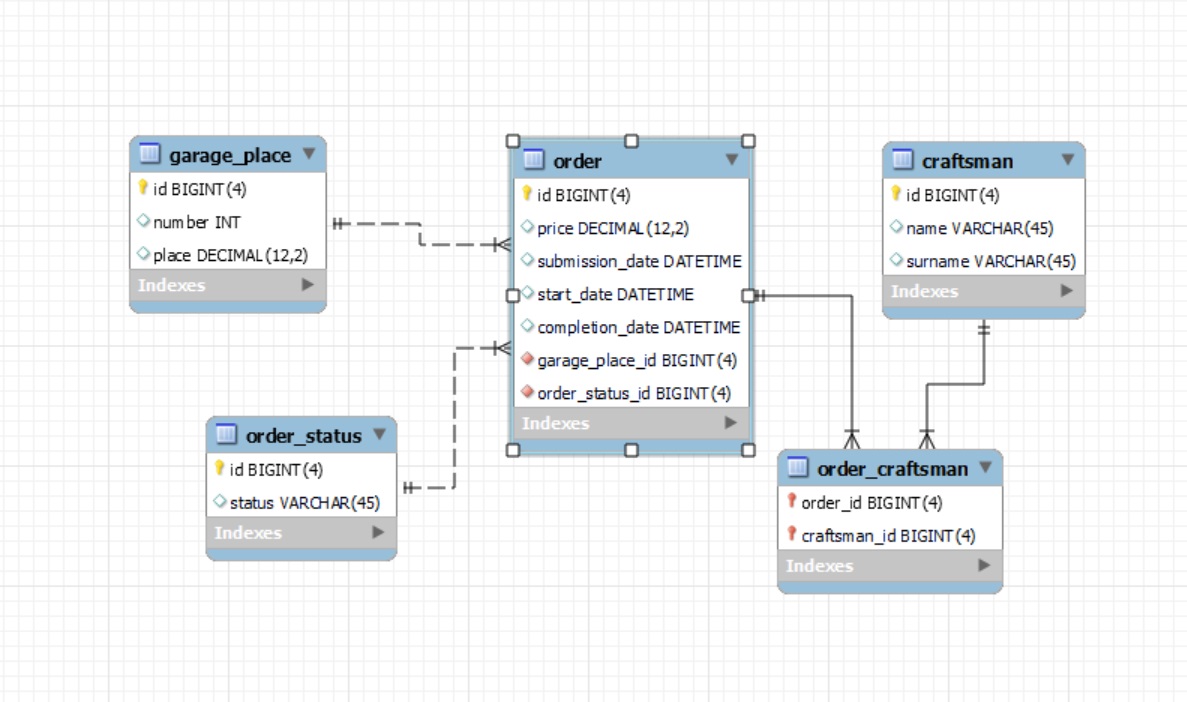 garage_place
id BIGINT(4)
number INT
place DECIMAL(12,2)
Indexes
order
id BIGINT(4)
price DECIMAL(12,2)
submission_date DATETIME
start_date DATETIME
completion_date DATETIME
garage_place_id BIGINT(4)
order_status_id BIGINT(4)
Indexes
craftsman
id BIGINT(4)
name VARCHAR(45)
surname VARCHAR(45)
Indexes
order_status
id BIGINT(4)
status VARCHAR(45)
Indexes
order_craftsman
order_id BIGINT(4)
craftsman_id BIGINT(4)
Indexes